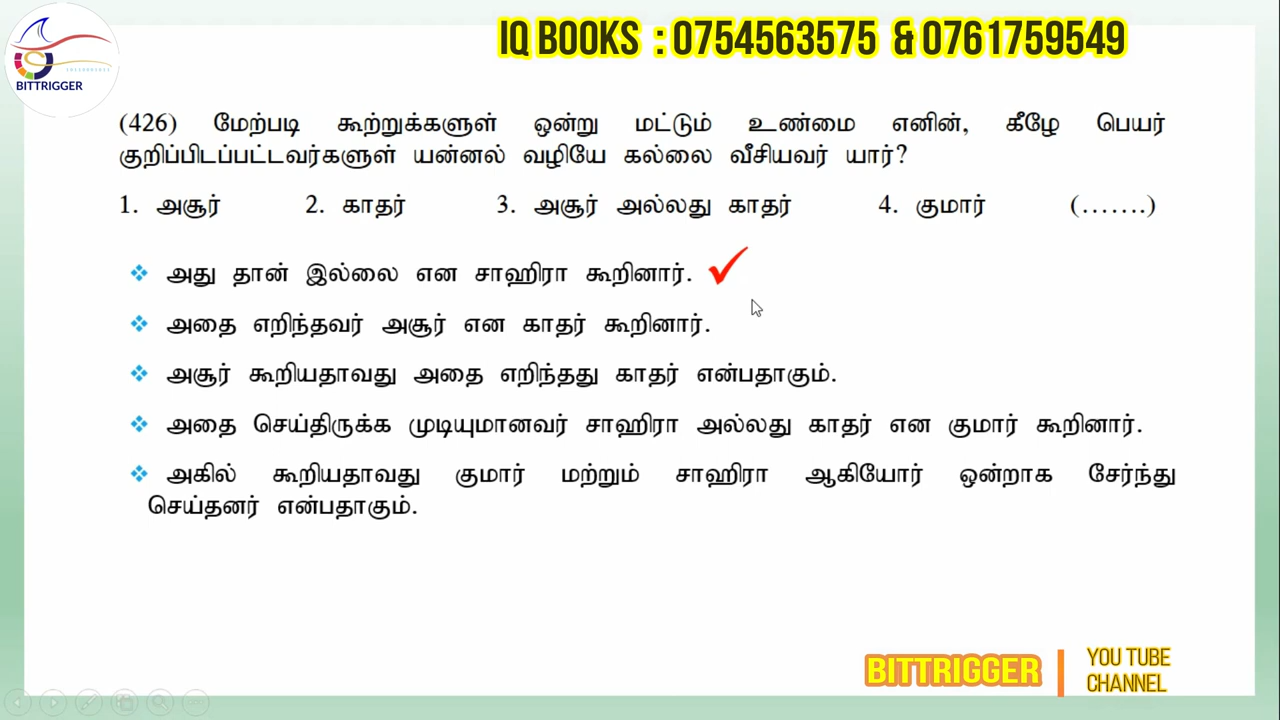 IQ BOOKS : 0754563575 & 0761759549
BITTRIGGER
(426) மேற்படி கூற்றுக்களுள் ஒன்று மட்டும் உண்மை எனின், கீழே பெயர்
குறிப்பிடப்பட்டவர்களுள் யன்னல் வழியே கல்லை வீசியவர் யார்?
1. அசூர் 2. காதர் 3. அசூர் அல்லது காதர் 4. குமார் (.......)
❖ அது தான் இல்லை என சாஹிரா கூறினார்.
❖ அதை எறிந்தவர் அசூர் என காதர் கூறினார்.
❖ அசூர் கூறியதாவது அதை எறிந்தது காதர் என்பதாகும்.
❖ அதை செய்திருக்க முடியுமானவர் சாஹிரா அல்லது காதர் என குமார் கூறினார்.
❖ அகில் கூறியதாவது குமார் மற்றும் சாஹிரா ஆகியோர் ஒன்றாக சேர்ந்து
செய்தனர் என்பதாகும்.
BITTRIGGER
YOU TUBE
CHANNEL